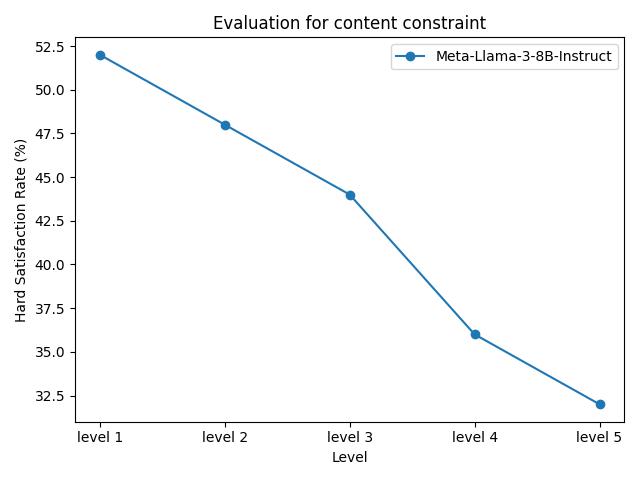 Evaluation for content constraint
Meta-Llama-3-8B-Instruct
Hard Satisfaction Rate (%)
52.5
50.0
47.5
45.0
42.5
40.0
37.5
35.0
32.5
level 1
level 2
level 3
level 4
level 5
Level